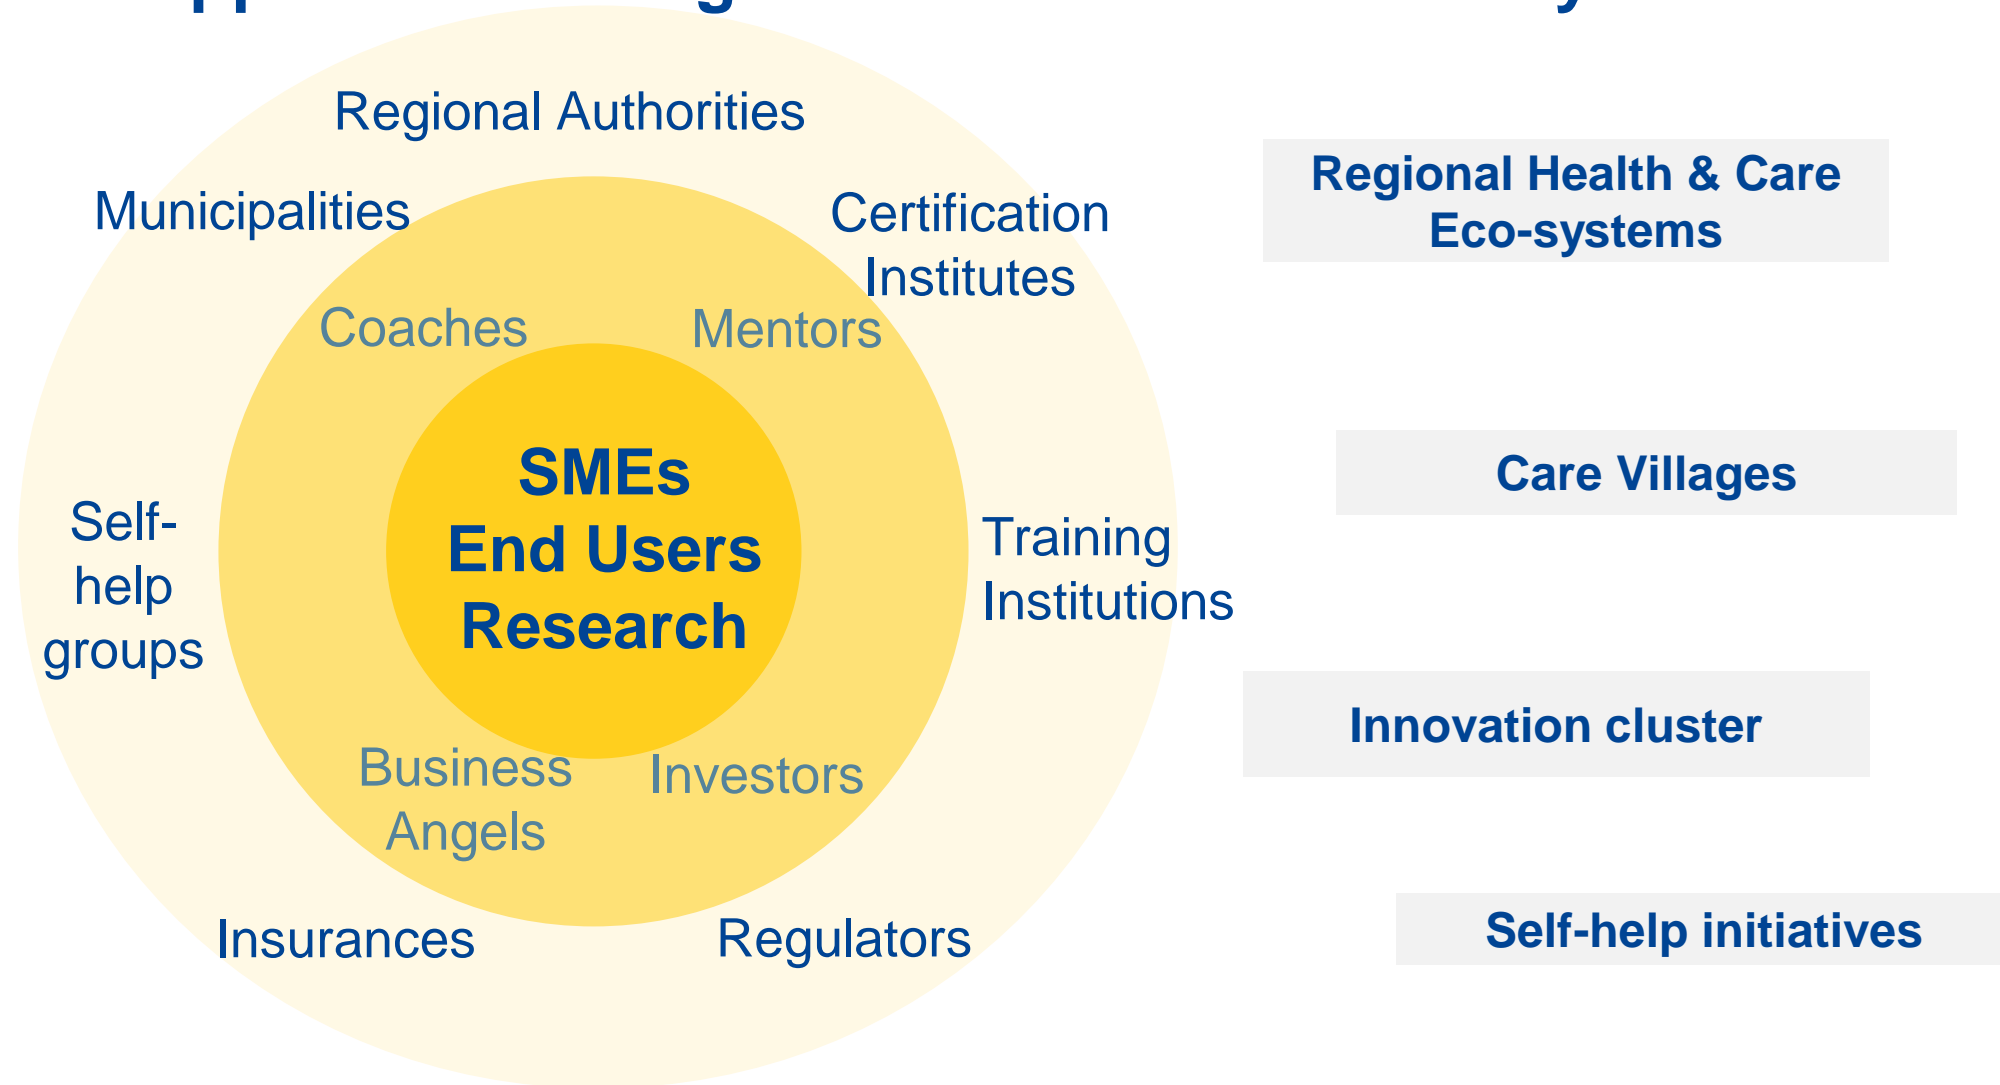 Regional Authorities
Municipalities
Certification
Institutes
Coaches
Mentors
SMEs
End Users
Research
Self-
help
groups
Training
Institutions
Business
Angels
Investors
Insurances
Regulators
Regional Health & Care
Eco-systems
Care Villages
Innovation cluster
Self-help initiatives